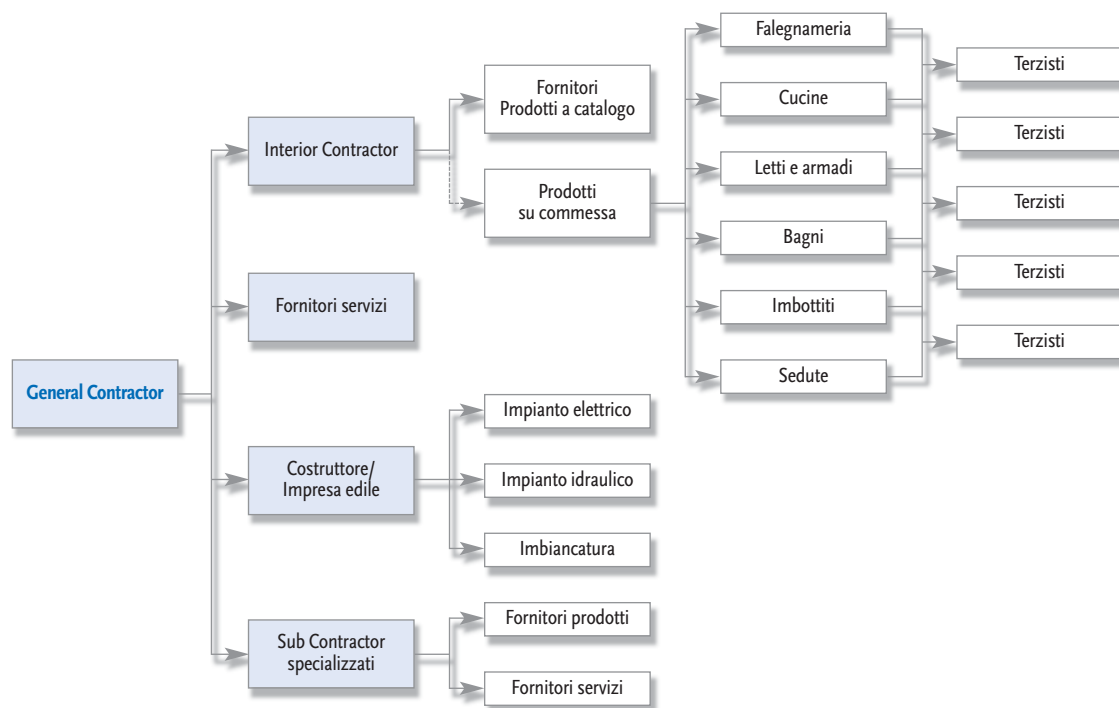 General Contractor
Interior Contractor
Fornitori servizi
Costruttore/
Impresa edile
Sub Contractor
specializzati
Fornitori
Prodotti a catalogo
Prodotti
su commessa
Impianto elettrico
Impianto idraulico
Imbiancatura
Fornitori prodotti
Fornitori servizi
Falegnameria
Cucine
Letti e armadi
Bagni
Imbottiti
Sedute
Terzisti
Terzisti
Terzisti
Terzisti
Terzisti